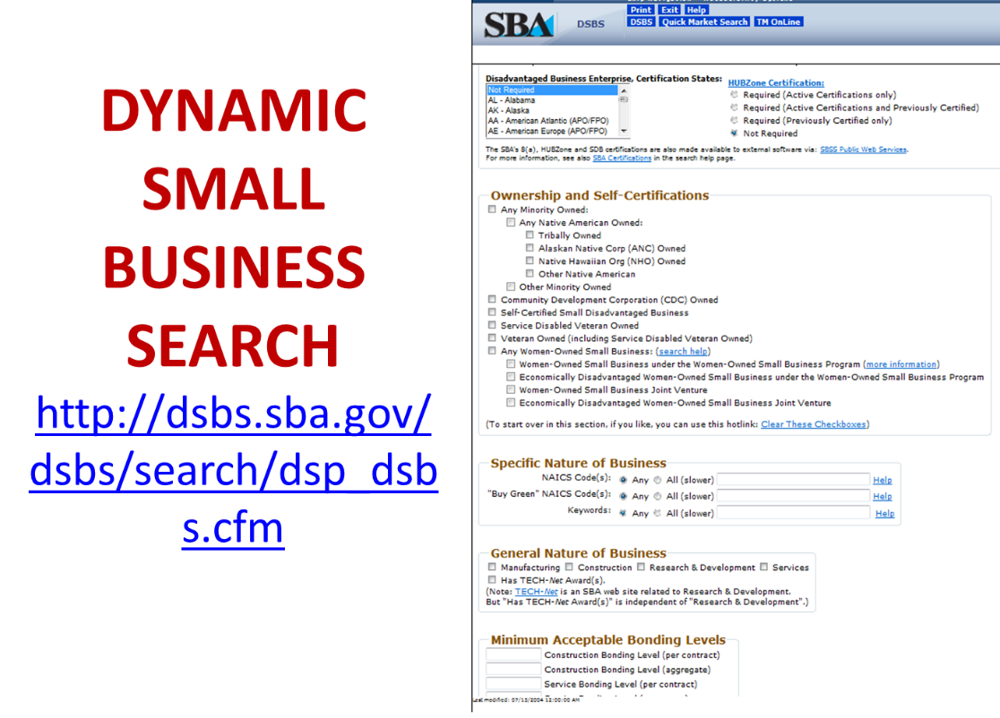 DYNAMIC
SMALL
BUSINESS
SEARCH
http://dsbs.sba.gov/
dsbs/search/dsp_dsb
s.cfm
SBA
DSBS
Print Exit Help
DSBS Quick Market Search TM OnLine
Disadvantaged Business Enterprise, Certification States:
Not Required
AL - Alabama
AK - Alaska
AA - American Atlantic (APO/FPO)
AE - American Europe (APO/FPO)
HUBZone Certification:
Required (Active Certifications only)
Required (Active Certifications and Previously Certified)
Required (Previously Certified only)
Not Required
The SBA's 8(a), HUBZone and SDB certifications are also made available to external software via: SBSS Public Web Services.
For more information, see also SBA Certifications in the search help page.
Ownership and Self-Certifications
Any Minority Owned:
Any Native American Owned:
Tribally Owned
Alaskan Native Corp (ANC) Owned
Native Hawaiian Org (NHO) Owned
Other Native American
Other Minority Owned
Community Development Corporation (CDC) Owned
Self-Certified Small Disadvantaged Business
Service Disabled Veteran Owned
Veteran Owned (including Service Disabled Veteran Owned)
Any Women-Owned Small Business: (search help)
Women-Owned Small Business under the Women-Owned Small Business Program (more information)
Economically Disadvantaged Women-Owned Small Business under the Women-Owned Small Business Program
Women-Owned Small Business Joint Venture
Economically Disadvantaged Women-Owned Small Business Joint Venture
(To start over in this section, if you like, you can use this hotlink: Clear These Checkboxes)
Specific Nature of Business
NAICS Code(s): Any All (slower) Help
"Buy Green" NAICS Code(s): Any All (slower) Help
Keywords: Any All (slower) Help
General Nature of Business
Manufacturing Construction Research & Development Services
Has TECH-Net Award(s).
(Note: TECH-Net is an SBA web site related to Research & Development.
But "Has TECH-Net Award(s)" is independent of "Research & Development".)
Minimum Acceptable Bonding Levels
Construction Bonding Level (per contract)
Construction Bonding Level (aggregate)
Service Bonding Level (per contract)
Last modified: 07/13/2004 12:00:00 AM